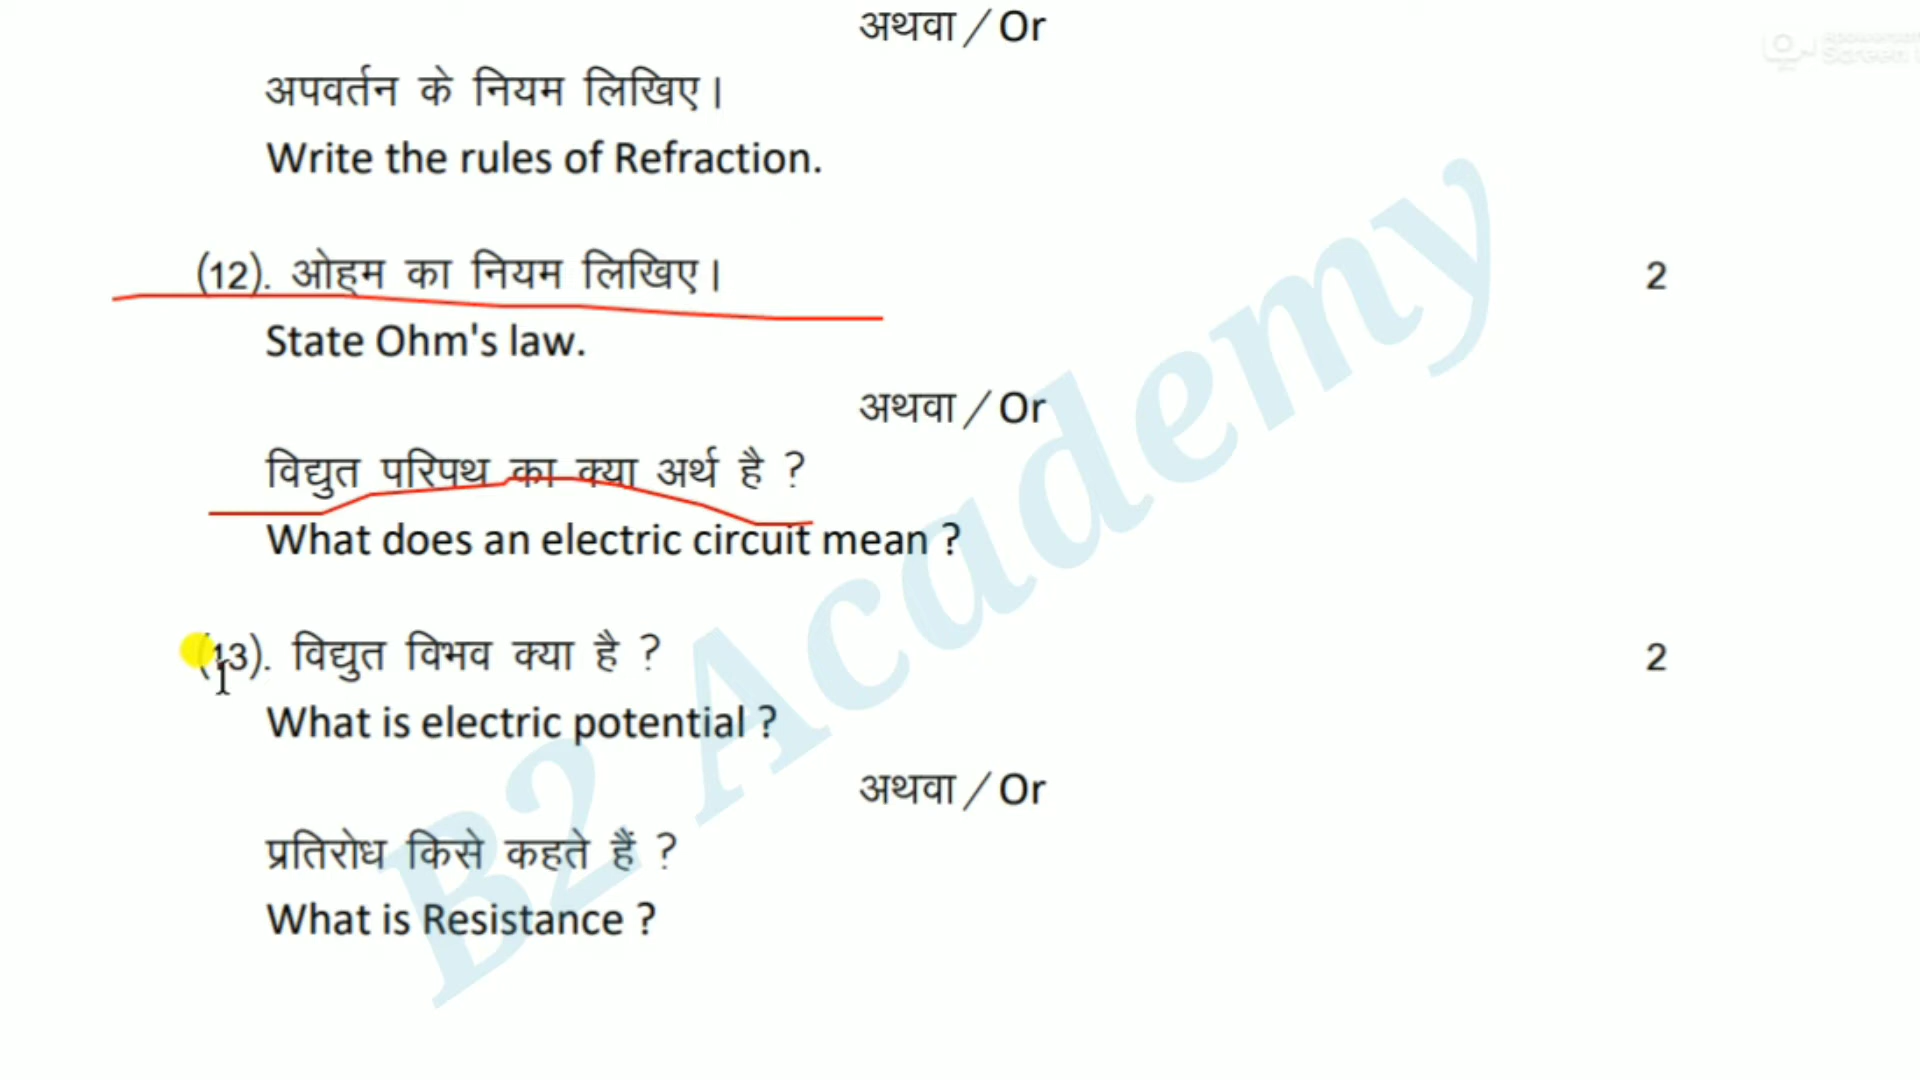 अथवा / Or
अपवर्तन के नियम लिखिए।
Write the rules of Refraction.
(12). ओह्म का नियम लिखिए। 2
State Ohm's law.
अथवा / Or
विद्युत परिपथ का क्या अर्थ है ?
What does an electric circuit mean ?
(13). विद्युत विभव क्या है ? 2
What is electric potential ?
अथवा / Or
प्रतिरोध किसे कहते हैं ?
What is Resistance ?
B2 Academy